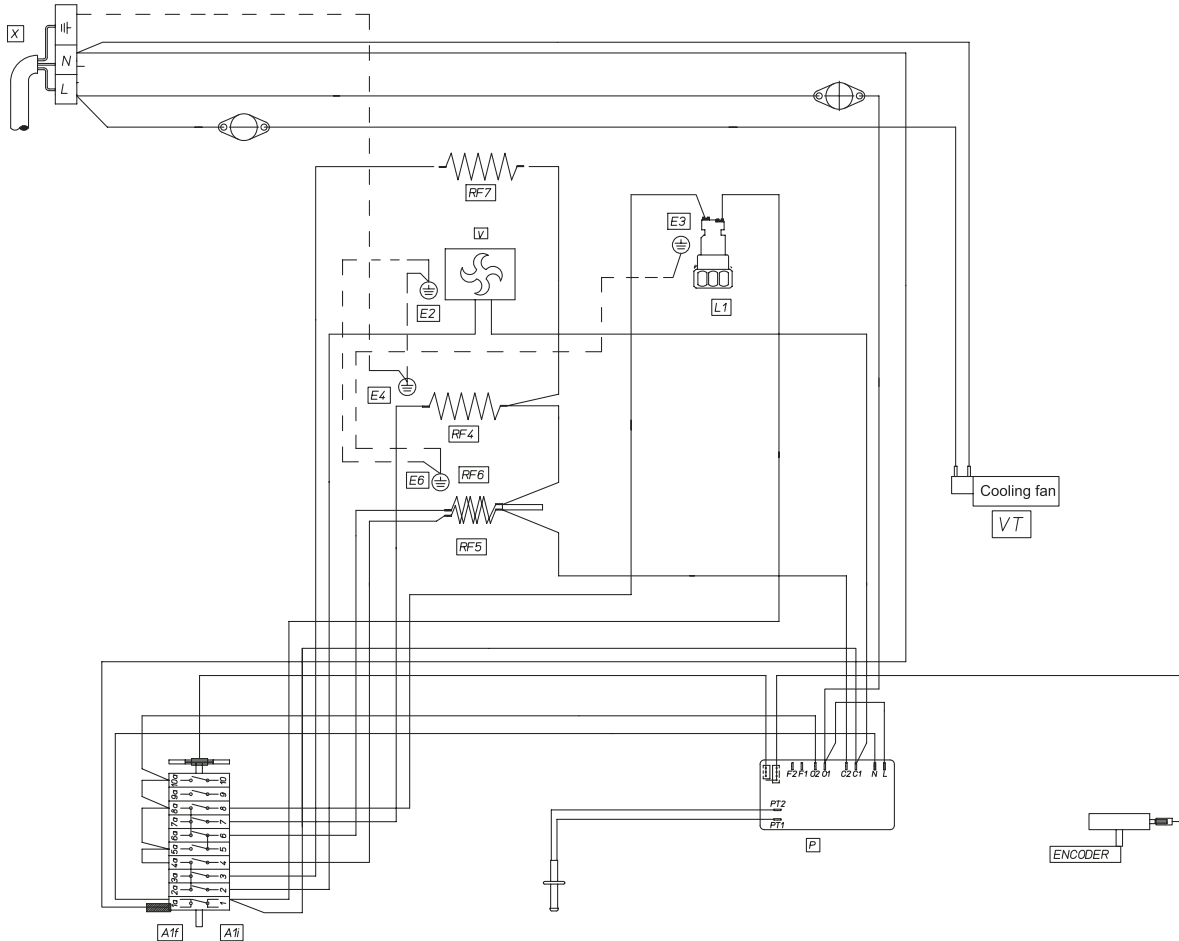 X
N
L
RF7
V
E3
E2
L1
E4
RF4
E6
RF6
RF5
Cooling fan
VT
F2 F1 O2 O1 C2 C1 N L
PT2
PT1
P
ENCODER
10a 10
9a 9
8a 8
7a 7
6a 6
5a 5
4a 4
3a 3
2a 2
1a 1
A1f A1i